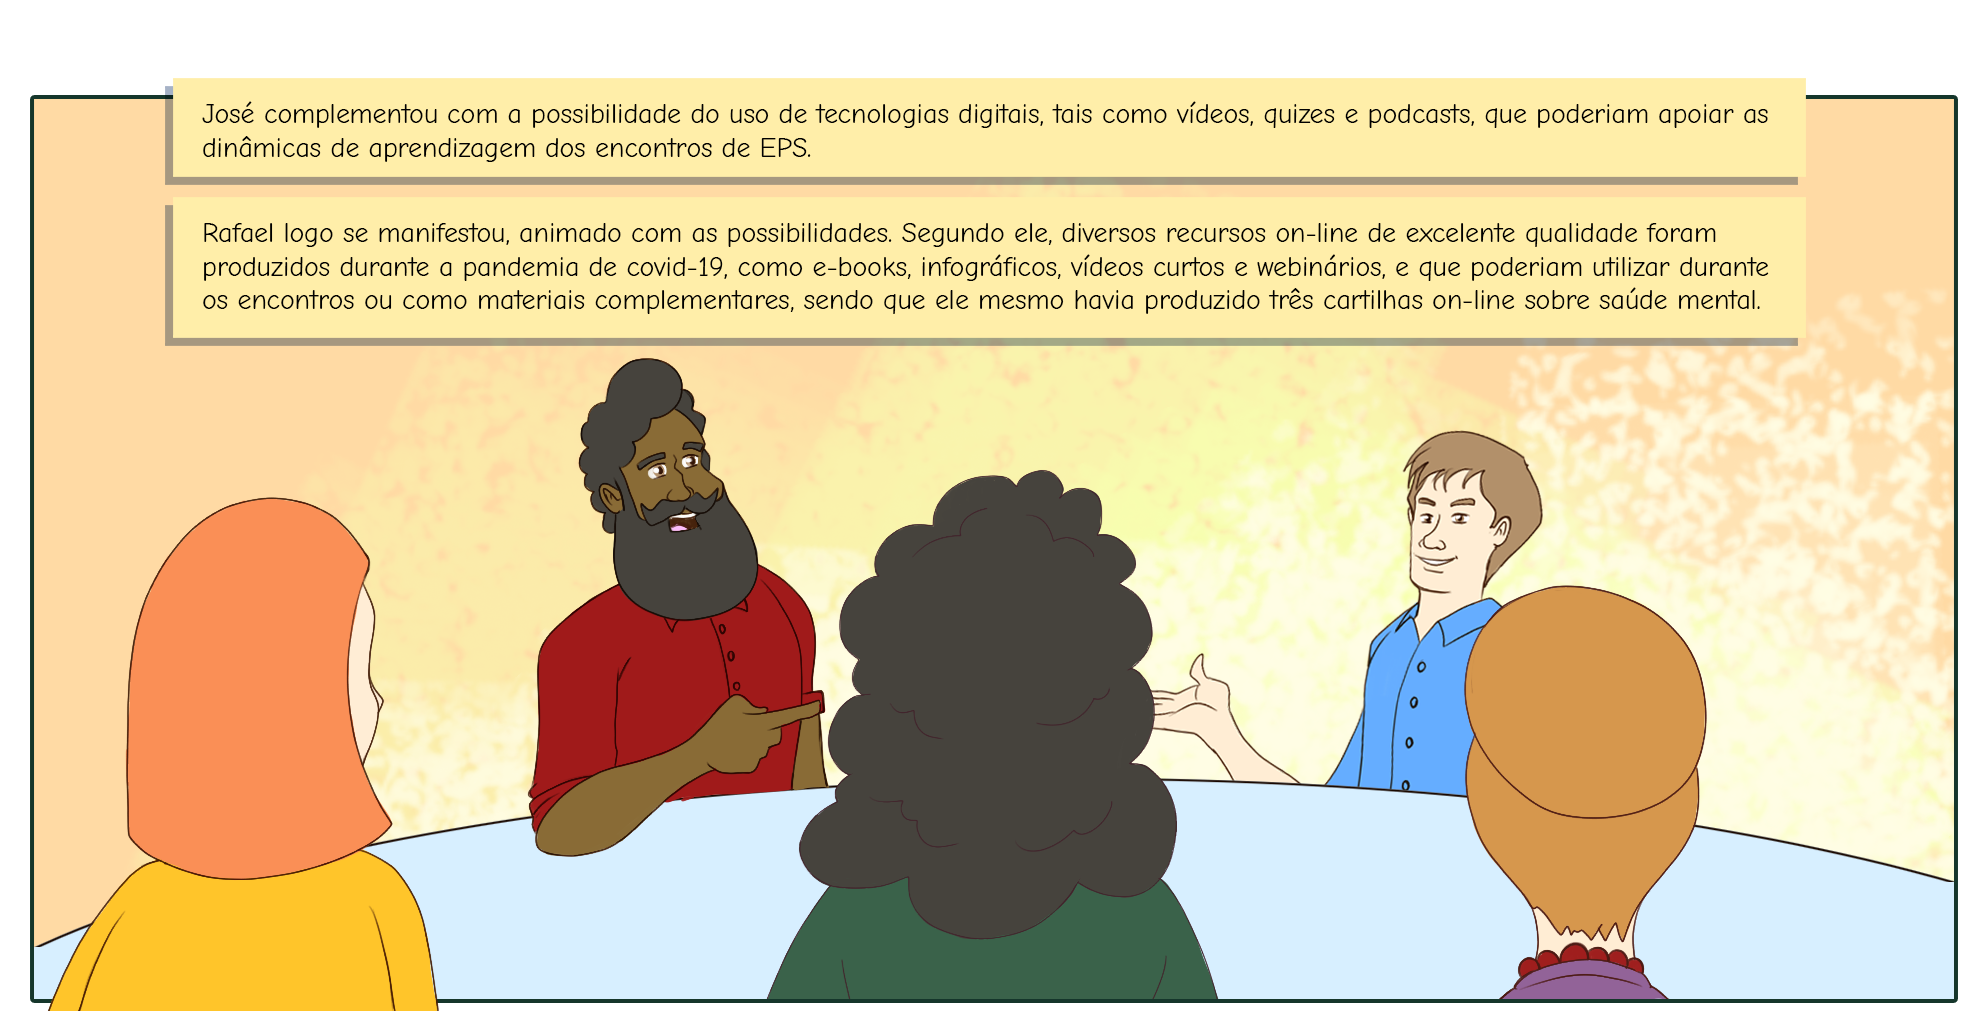 José complementou com a possibilidade do uso de tecnologias digitais, tais como vídeos, quizes e podcasts, que poderiam apoiar as
dinâmicas de aprendizagem dos encontros de EPS.
Rafael logo se manifestou, animado com as possibilidades. Segundo ele, diversos recursos on-line de excelente qualidade foram
produzidos durante a pandemia de covid-19, como e-books, infográficos, vídeos curtos e webinários, e que poderiam utilizar durante
os encontros ou como materiais complementares, sendo que ele mesmo havia produzido três cartilhas on-line sobre saúde mental.